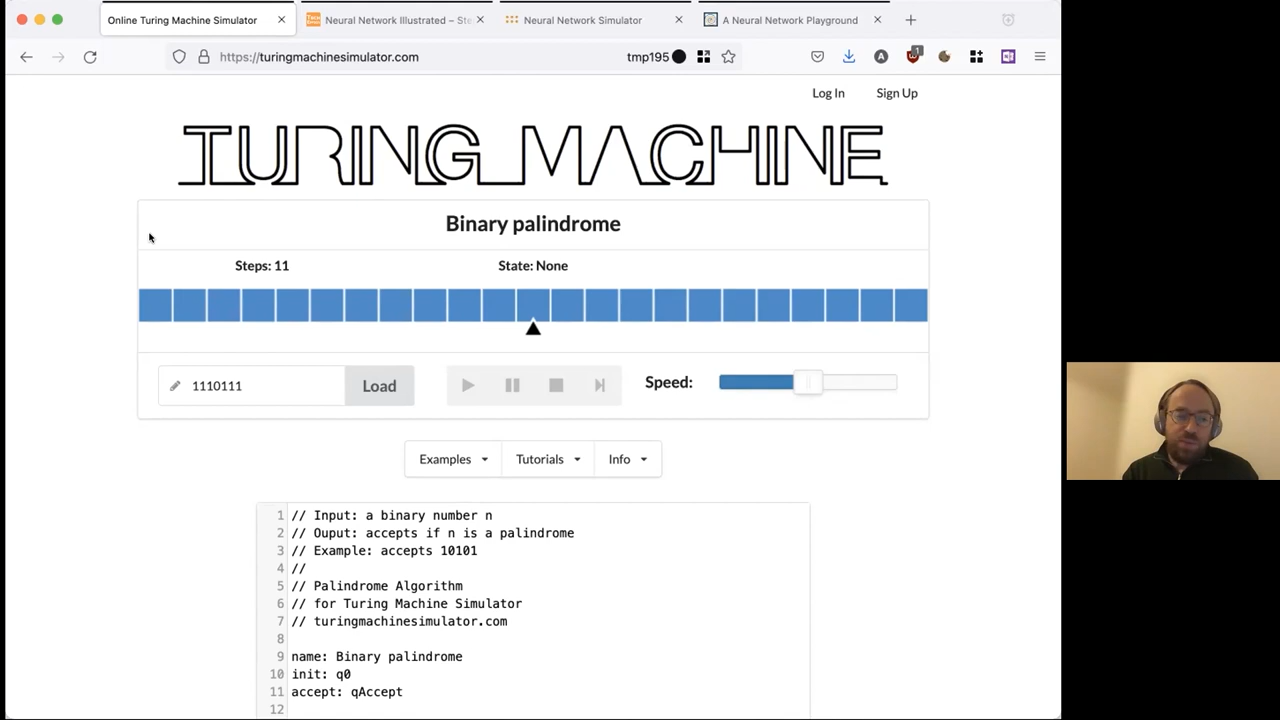 Online Turing Machine Simulator
Neural Network Illustrated – Ste
Neural Network Simulator
A Neural Network Playground
https://turingmachinesimulator.com
tmp195
1
Log In
Sign Up
TURING MACHINE
Binary palindrome
Steps: 11
State: None
1110111
Load
Speed:
Examples
Tutorials
Info
1 // Input: a binary number n
2 // Ouput: accepts if n is a palindrome
3 // Example: accepts 10101
4 //
5 // Palindrome Algorithm
6 // for Turing Machine Simulator
7 // turingmachinesimulator.com
8
9 name: Binary palindrome
10 init: q0
11 accept: qAccept
12